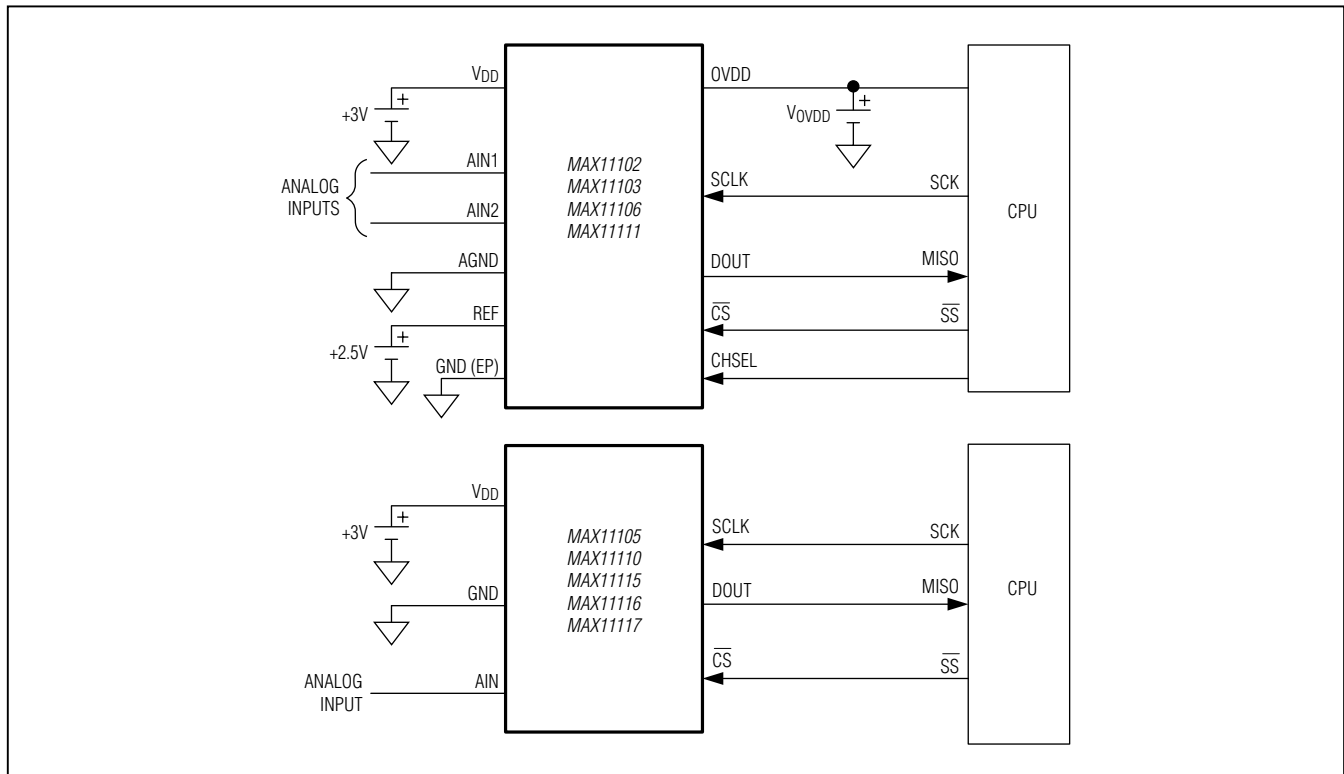 VDD
OVDD
+
+3V
+
VOVDD
AIN1
ANALOG
INPUTS
AIN2
MAX11102
MAX11103
MAX11106
MAX11111
SCLK
SCK
CPU
AGND
DOUT
MISO
REF
+
+2.5V
CS
SS
GND (EP)
CHSEL
VDD
+
+3V
MAX11105
MAX11110
MAX11115
MAX11116
MAX11117
SCLK
SCK
GND
DOUT
MISO
CPU
CS
SS
ANALOG
INPUT
AIN